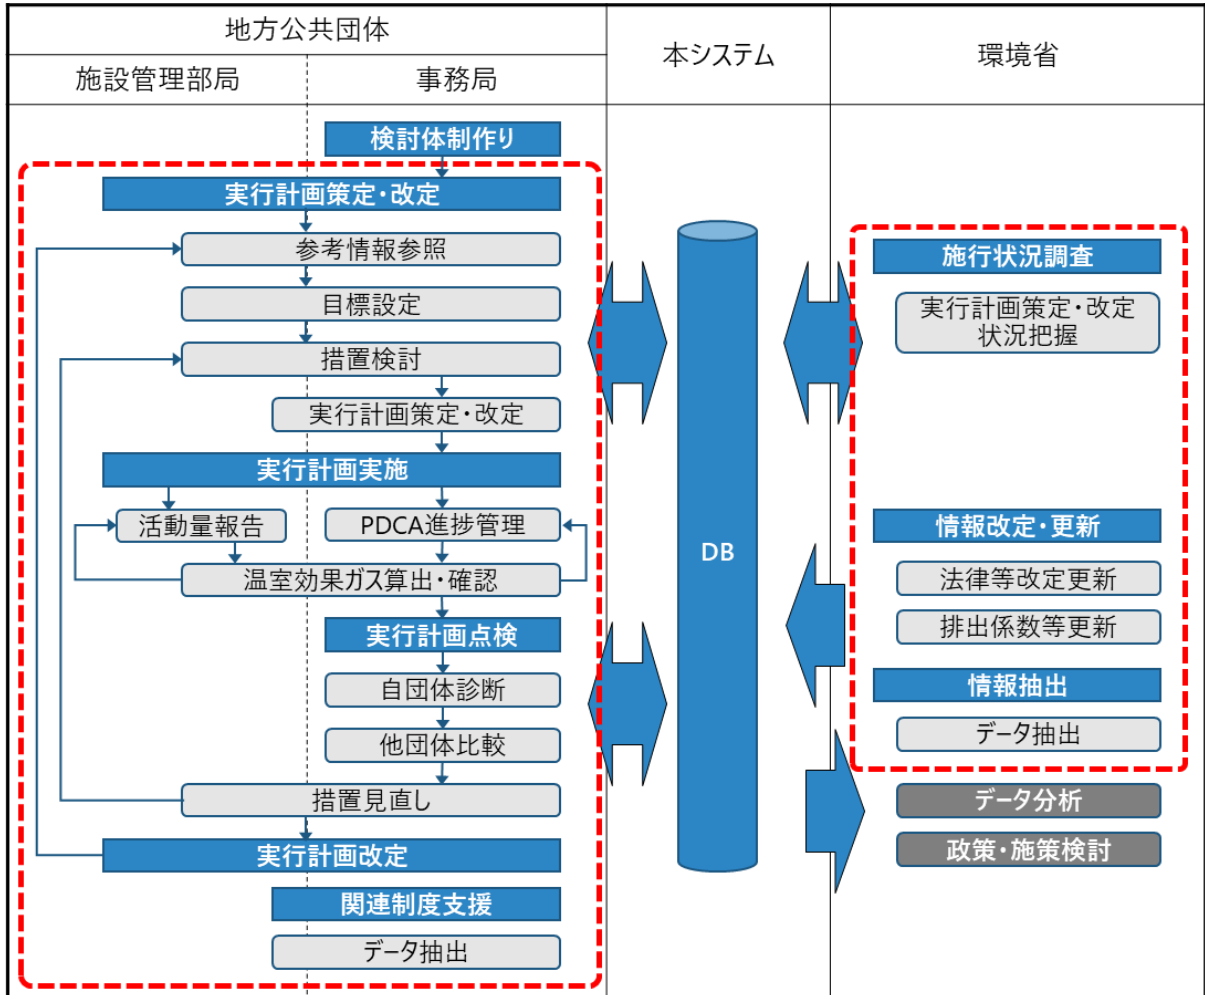 地方公共団体
施設管理部局
事務局
本システム
環境省
検討体制作り
実行計画策定・改定
参考情報参照
目標設定
措置検討
実行計画策定・改定
実行計画実施
活動量報告
PDCA進捗管理
温室効果ガス算出・確認
実行計画点検
自団体診断
他団体比較
措置見直し
実行計画改定
関連制度支援
データ抽出
DB
施行状況調査
実行計画策定・改定
状況把握
情報改定・更新
法律等改定更新
排出係数等更新
情報抽出
データ抽出
データ分析
政策・施策検討